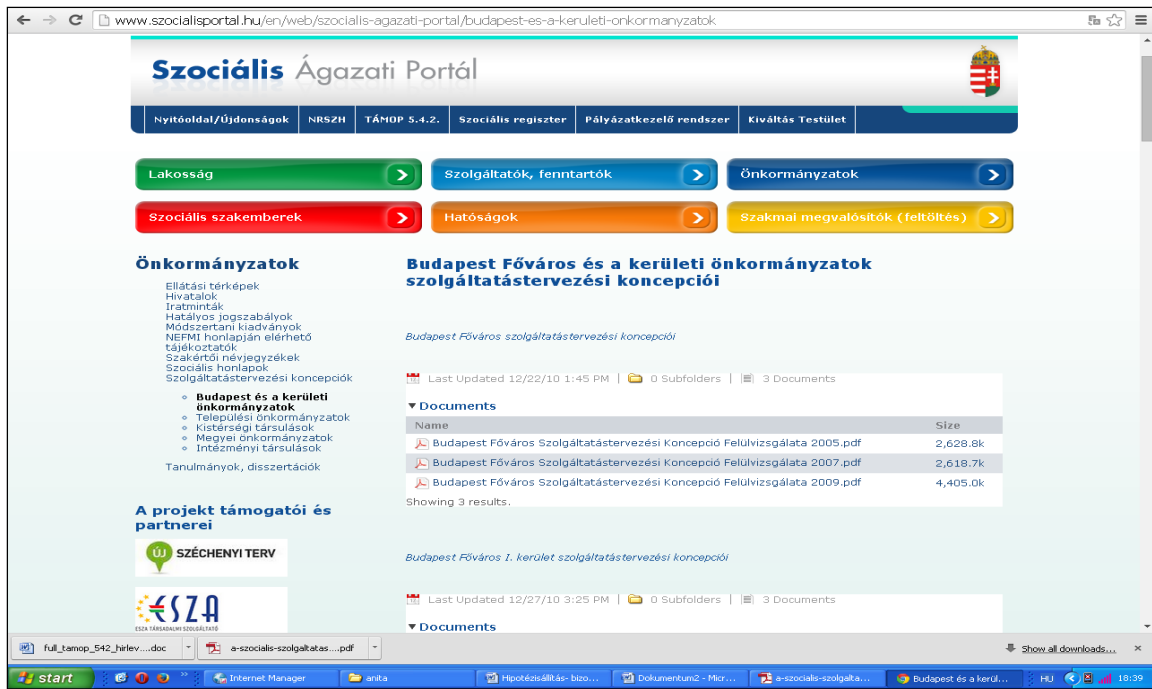 www.szocialisportal.hu/en/web/szocialis-agazati-portal/budapest-es-a-keruleti-onkormanyzatok
Szociális Ágazati Portál
Nyitóoldal/Újdonságok NRSZH TÁMOP 5.4.2. Szociális regiszter Pályázatkezelő rendszer Kiváltás Testület
Lakosság Szolgáltatók, fenntartók Önkormányzatok
Szociális szakemberek Hatóságok Szakmai megvalósítók (feltöltés)
Önkormányzatok
Ellátási térképek
Hivatalok
Iratminták
Hatályos jogszabályok
Módszertani kiadványok
NEFMI honlapján elérhető
tájékoztatók
Szakértői névjegyzékek
Szociális honlapok
Szolgáltatástervezési koncepciók
Budapest és a kerületi
önkormányzatok
Települési önkormányzatok
Kistérségi társulások
Megyei önkormányzatok
Intézményi társulások
Tanulmányok, disszertációk
A projekt támogatói és
partnerei
ÚJ SZÉCHENYI TERV
ESZA
ESZA TÁRSADALMI SZOLGÁLTATÓ
Budapest Főváros és a kerületi önkormányzatok
szolgáltatástervezési koncepciói
Budapest Főváros szolgáltatástervezési koncepciói
Last Updated 12/22/10 1:45 PM | 0 Subfolders | 3 Documents
Documents
Name Size
Budapest Főváros Szolgáltatástervezési Koncepció Felülvizsgálata 2005.pdf 2,628.8k
Budapest Főváros Szolgáltatástervezési Koncepció Felülvizsgálata 2007.pdf 2,618.7k
Budapest Főváros Szolgáltatástervezési Koncepció Felülvizsgálata 2009.pdf 4,405.0k
Showing 3 results.
Budapest Főváros I. kerület szolgáltatástervezési koncepciói
Last Updated 12/27/10 3:25 PM | 0 Subfolders | 3 Documents
Documents
full_tamop_542_hirlev....doc a-szocialis-szolgaltatas....pdf Show all downloads...
start Internet Manager anita Hipotézisállítás- bizo... Dokumentum2 - Micr... a-szocialis-szolgalta... Budapest és a kerül... HU 18:39